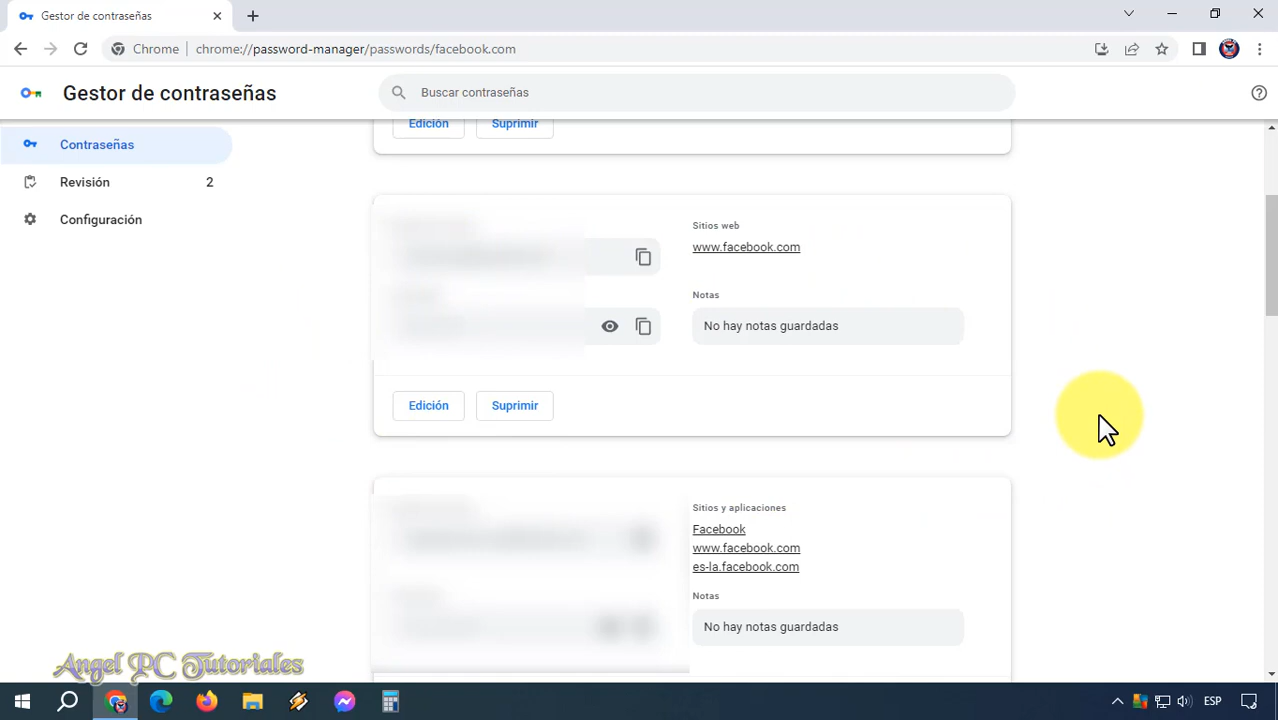 Gestor de contraseñas
Chrome
chrome://password-manager/passwords/facebook.com
Gestor de contraseñas
Buscar contraseñas
Contraseñas
Revisión 2
Configuración
Edición Suprimir
Sitios web
www.facebook.com
Notas
No hay notas guardadas
Edición Suprimir
Sitios y aplicaciones
Facebook
www.facebook.com
es-la.facebook.com
Notas
No hay notas guardadas
Angel PC Tutoriales
ESP